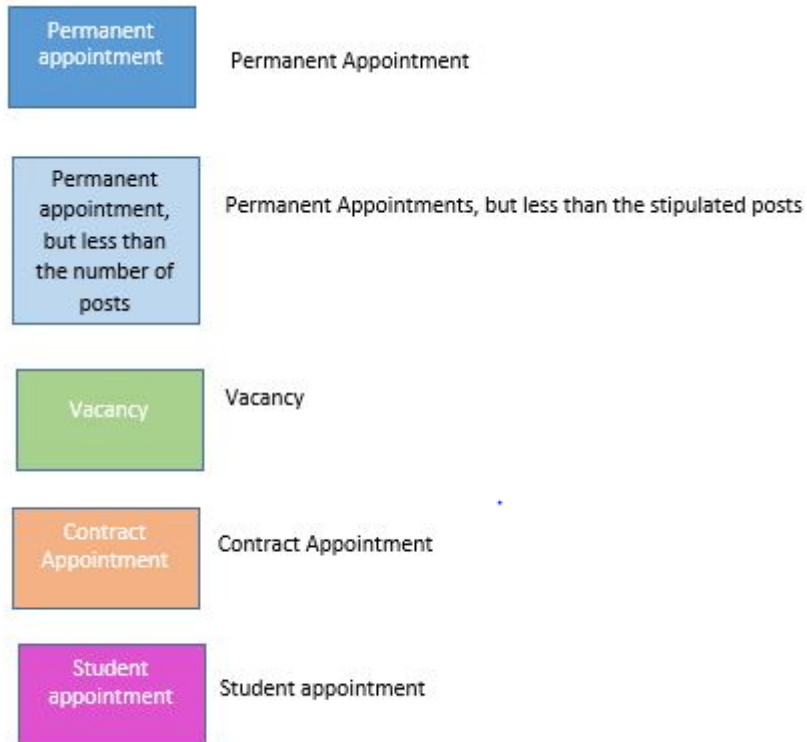 Permanent
appointment
Permanent Appointment
Permanent
appointment,
but less than
the number of
posts
Permanent Appointments, but less than the stipulated posts
Vacancy
Vacancy
Contract
Appointment
Contract Appointment
Student
appointment
Student appointment